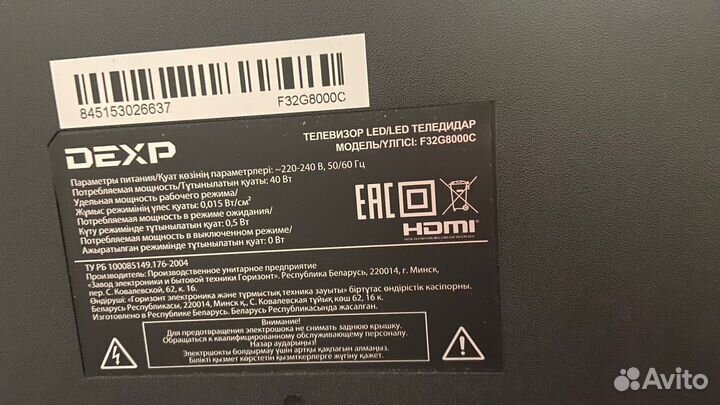 845153026637 F32G8000C
DEXP
ТЕЛЕВИЗОР LED/LED ТЕЛЕДИДАР
МОДЕЛЬ/ҮЛГІСІ: F32G8000C
Параметры питания/Қуат көзінің параметрлері: ~220-240 В, 50/60 Гц
Потребляемая мощность/Тұтынылатын қуаты: 40 Вт
Удельная мощность рабочего режима/
Жұмыс режимінің үлес қуаты: 0,015 Вт/см²
Потребляемая мощность в режиме ожидания/
Күту режимінде тұтынылатын қуат: 0,5 Вт
Потребляемая мощность в выключенном режиме/
Ажыратылған режимінде тұтынылатын қуат: 0 Вт
EAC
HDMI
ТУ РБ 100085149.176-2004
Производитель: Производственное унитарное предприятие
"Завод электроники и бытовой техники Горизонт". Республика Беларусь, 220014, г. Минск,
пер. С. Ковалевской, 62, к. 16.
Өндіруші: "Горизонт электроника және тұрмыстық техника зауыты" біртұтас өндірістік кәсіпорны.
Беларусь Республикасы, 220014, Минск қ., С. Ковалевская тұйық көш 62, 16 к.
Изготовлено в Республике Беларусь. Беларусь Республикасында жасалған.
Внимание!
Для предотвращения электрошока не снимать заднюю крышку.
Обращаться к квалифицированному обслуживающему персоналу.
Назар аударыңыз!
Электршокты болдырмау үшін артқы қақпағын алмаңыз.
Білікті қызмет көрсетін қызметкерлерге жүгіну қажет.
Avito